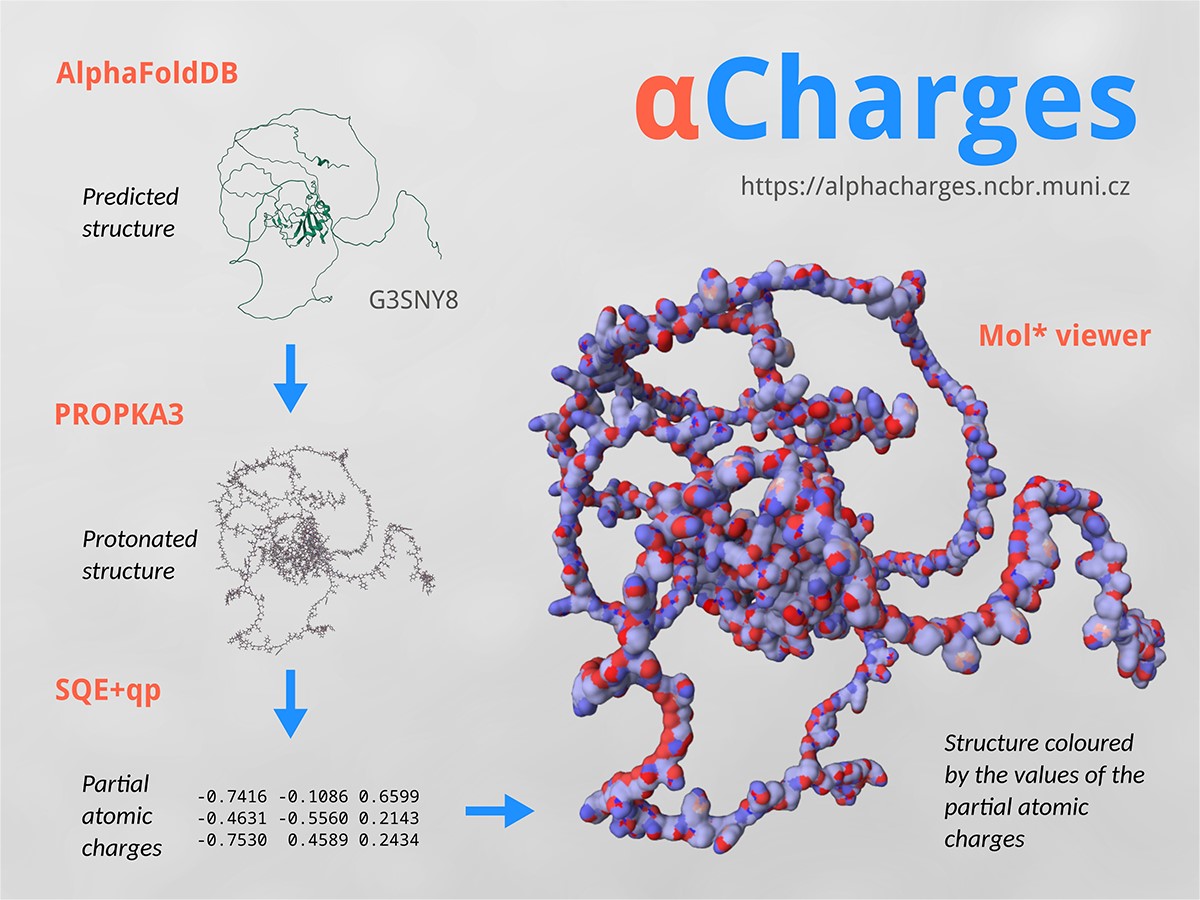 AlphaFoldDB
Predicted
structure
G3SNY8
PROPKA3
Protonated
structure
SQE+qp
Partial
atomic
charges
-0.7416 -0.1086 0.6599
-0.4631 -0.5560 0.2143
-0.7530 0.4589 0.2434
αCharges
https://alphacharges.ncbr.muni.cz
Mol* viewer
Structure coloured
by the values of the
partial atomic
charges